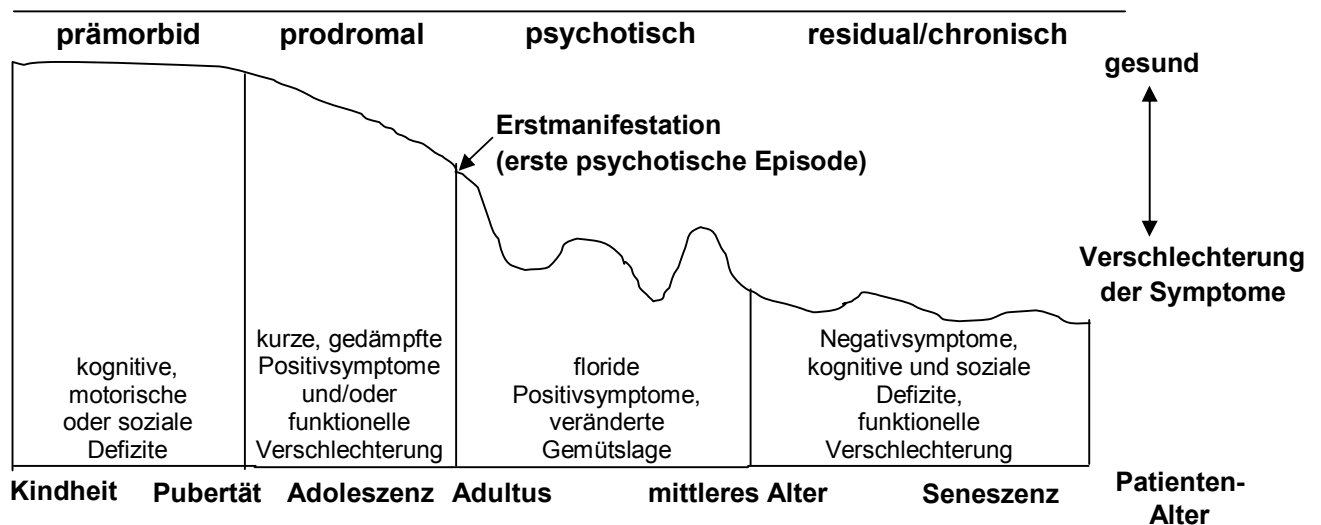 prämorbid prodromal psychotisch residual/chronisch
gesund
Erstmanifestation
(erste psychotische Episode)
Verschlechterung
der Symptome
kognitive,
motorische
oder soziale
Defizite
kurze, gedämpfte
Positivsymptome
und/oder
funktionelle
Verschlechterung
floride
Positivsymptome,
veränderte
Gemütslage
Negativsymptome,
kognitive und soziale
Defizite,
funktionelle
Verschlechterung
Kindheit Pubertät Adoleszenz Adultus mittleres Alter Seneszenz
Patienten-
Alter